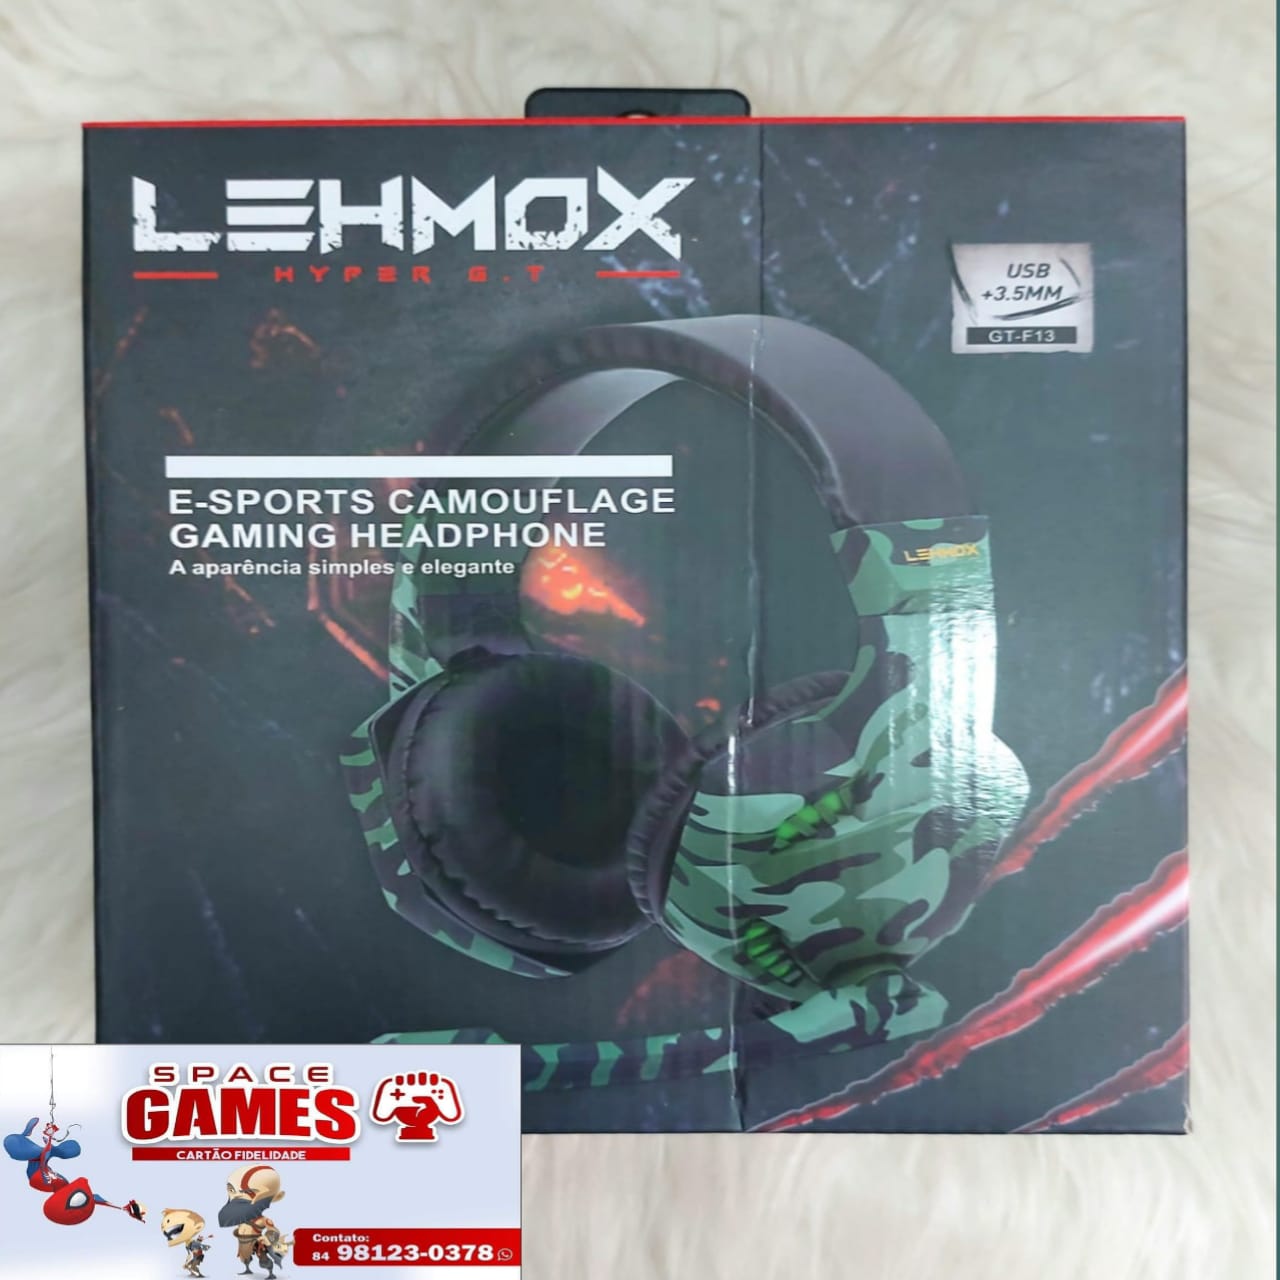 LEHMOX
HYPER G.T
USB
+3.5MM
GT-F13
E-SPORTS CAMOUFLAGE
GAMING HEADPHONE
A aparência simples e elegante
LEHMOX
SPACE
GAMES
CARTÃO FIDELIDADE
Contato:
84 98123-0378